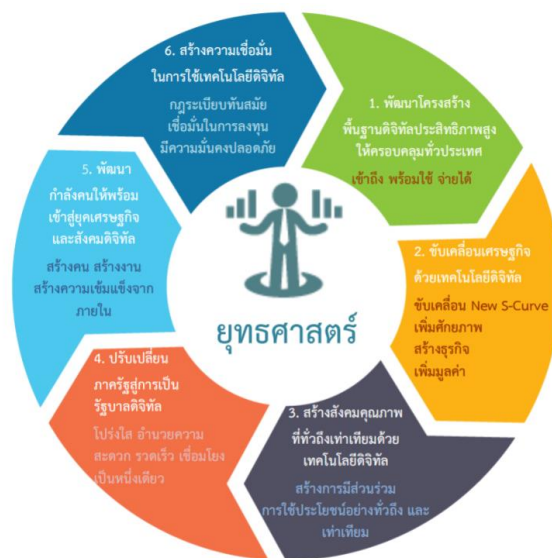 6. สร้างความเชื่อมั่น
ในการใช้เทคโนโลยีดิจิทัล
กฎระเบียบทันสมัย
เชื่อมั่นในการลงทุน
มีความมั่นคงปลอดภัย
1. พัฒนาโครงสร้าง
พื้นฐานดิจิทัลประสิทธิภาพสูง
ให้ครอบคลุมทั่วประเทศ
เข้าถึง พร้อมใช้ จ่ายได้
5. พัฒนา
กำลังคนให้พร้อม
เข้าสู่ยุคเศรษฐกิจ
และสังคมดิจิทัล
สร้างคน สร้างงาน
สร้างความเข้มแข็งจาก
ภายใน
2. ขับเคลื่อนเศรษฐกิจ
ด้วยเทคโนโลยีดิจิทัล
ขับเคลื่อน New S-Curve
เพิ่มศักยภาพ
สร้างธุรกิจ
เพิ่มมูลค่า
ยุทธศาสตร์
4. ปรับเปลี่ยน
ภาครัฐสู่การเป็น
รัฐบาลดิจิทัล
โปร่งใส อำนวยความ
สะดวก รวดเร็ว เชื่อมโยง
เป็นหนึ่งเดียว
3. สร้างสังคมคุณภาพ
ที่ทั่วถึงเท่าเทียมด้วย
เทคโนโลยีดิจิทัล
สร้างการมีส่วนร่วม
การใช้ประโยชน์อย่างทั่วถึง และ
เท่าเทียม